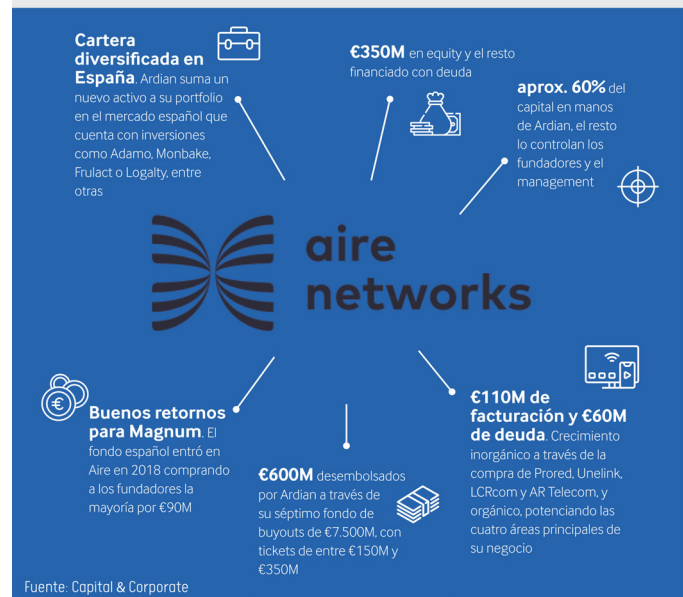 Cartera
diversificada en
España. Ardian suma un
nuevo activo a su portfolio
en el mercado español que
cuenta con inversiones
como Adamo, Monbake,
Frulact o Logalty, entre
otras
€350M en equity y el resto
financiado con deuda
aprox. 60% del
capital en manos
de Ardian, el resto
lo controlan los
fundadores y el
management
aire
networks
Buenos retornos
para Magnum. El
fondo español entró en
Aire en 2018 comprando
a los fundadores la
mayoría por €90M
€600M desembolsados
por Ardian a través de
su séptimo fondo de
buyouts de €7.500M, con
tickets de entre €150M y
€350M
€110M de
facturación y €60M
de deuda. Crecimiento
inorgánico a través de la
compra de Prored, Unelink,
LCRcom y AR Telecom, y
orgánico, potenciando las
cuatro áreas principales de
su negocio
Fuente: Capital & Corporate